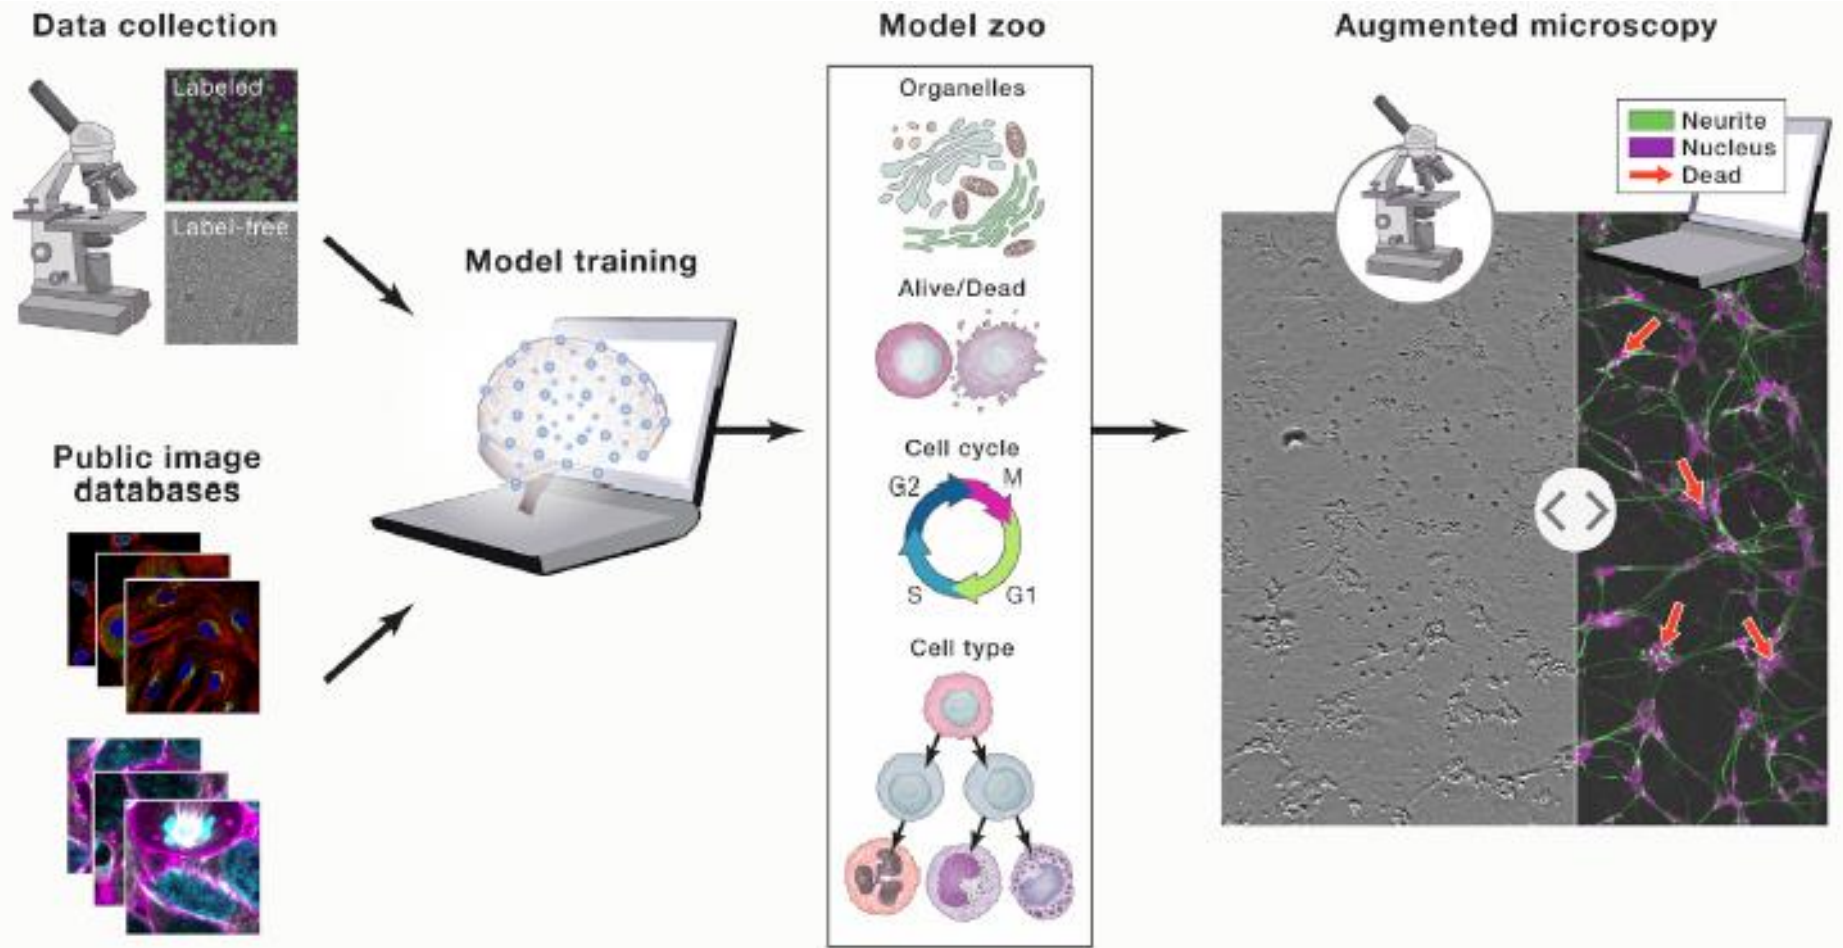 Data collection
Labeled
Label-free
Public image
databases
Model training
Model zoo
Organelles
Alive/Dead
Cell cycle
G2
M
S
G1
Cell type
Augmented microscopy
Neurite
Nucleus
Dead